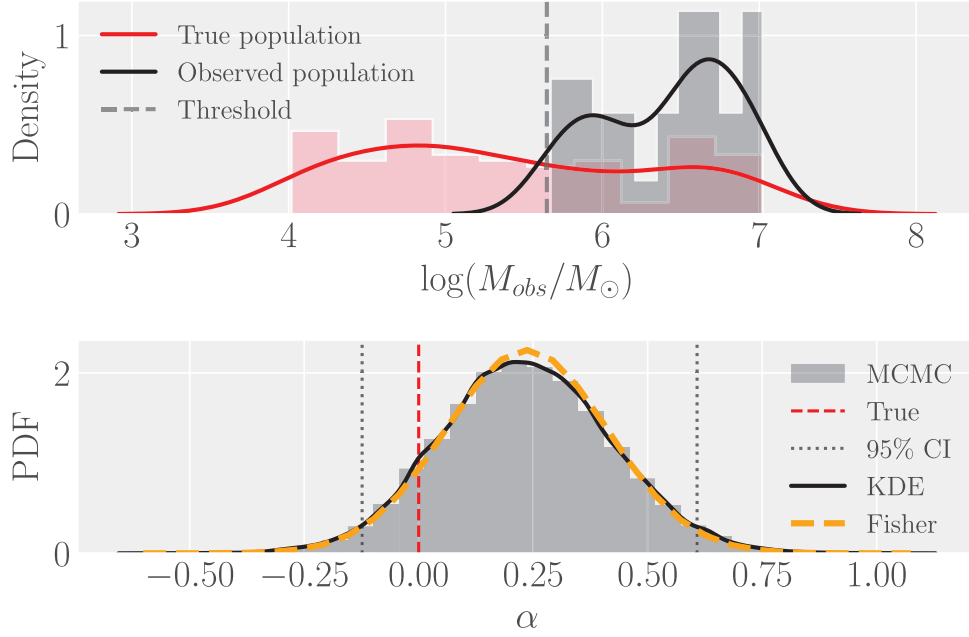 Density
1
0
True population
Observed population
Threshold
3 4 5 6 7 8
log(M_obs/M_⊙)
PDF
2
0
MCMC
True
95% CI
KDE
Fisher
−0.50 −0.25 0.00 0.25 0.50 0.75 1.00
α